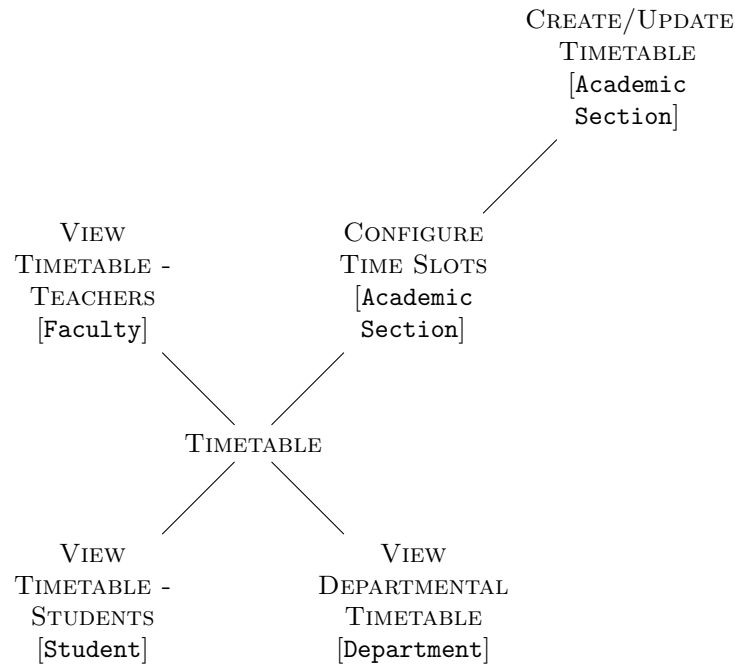 CREATE/UPDATE
TIMETABLE
[Academic
Section]
VIEW
TIMETABLE -
TEACHERS
[Faculty]
CONFIGURE
TIME SLOTS
[Academic
Section]
TIMETABLE
VIEW
TIMETABLE -
STUDENTS
[Student]
VIEW
DEPARTMENTAL
TIMETABLE
[Department]